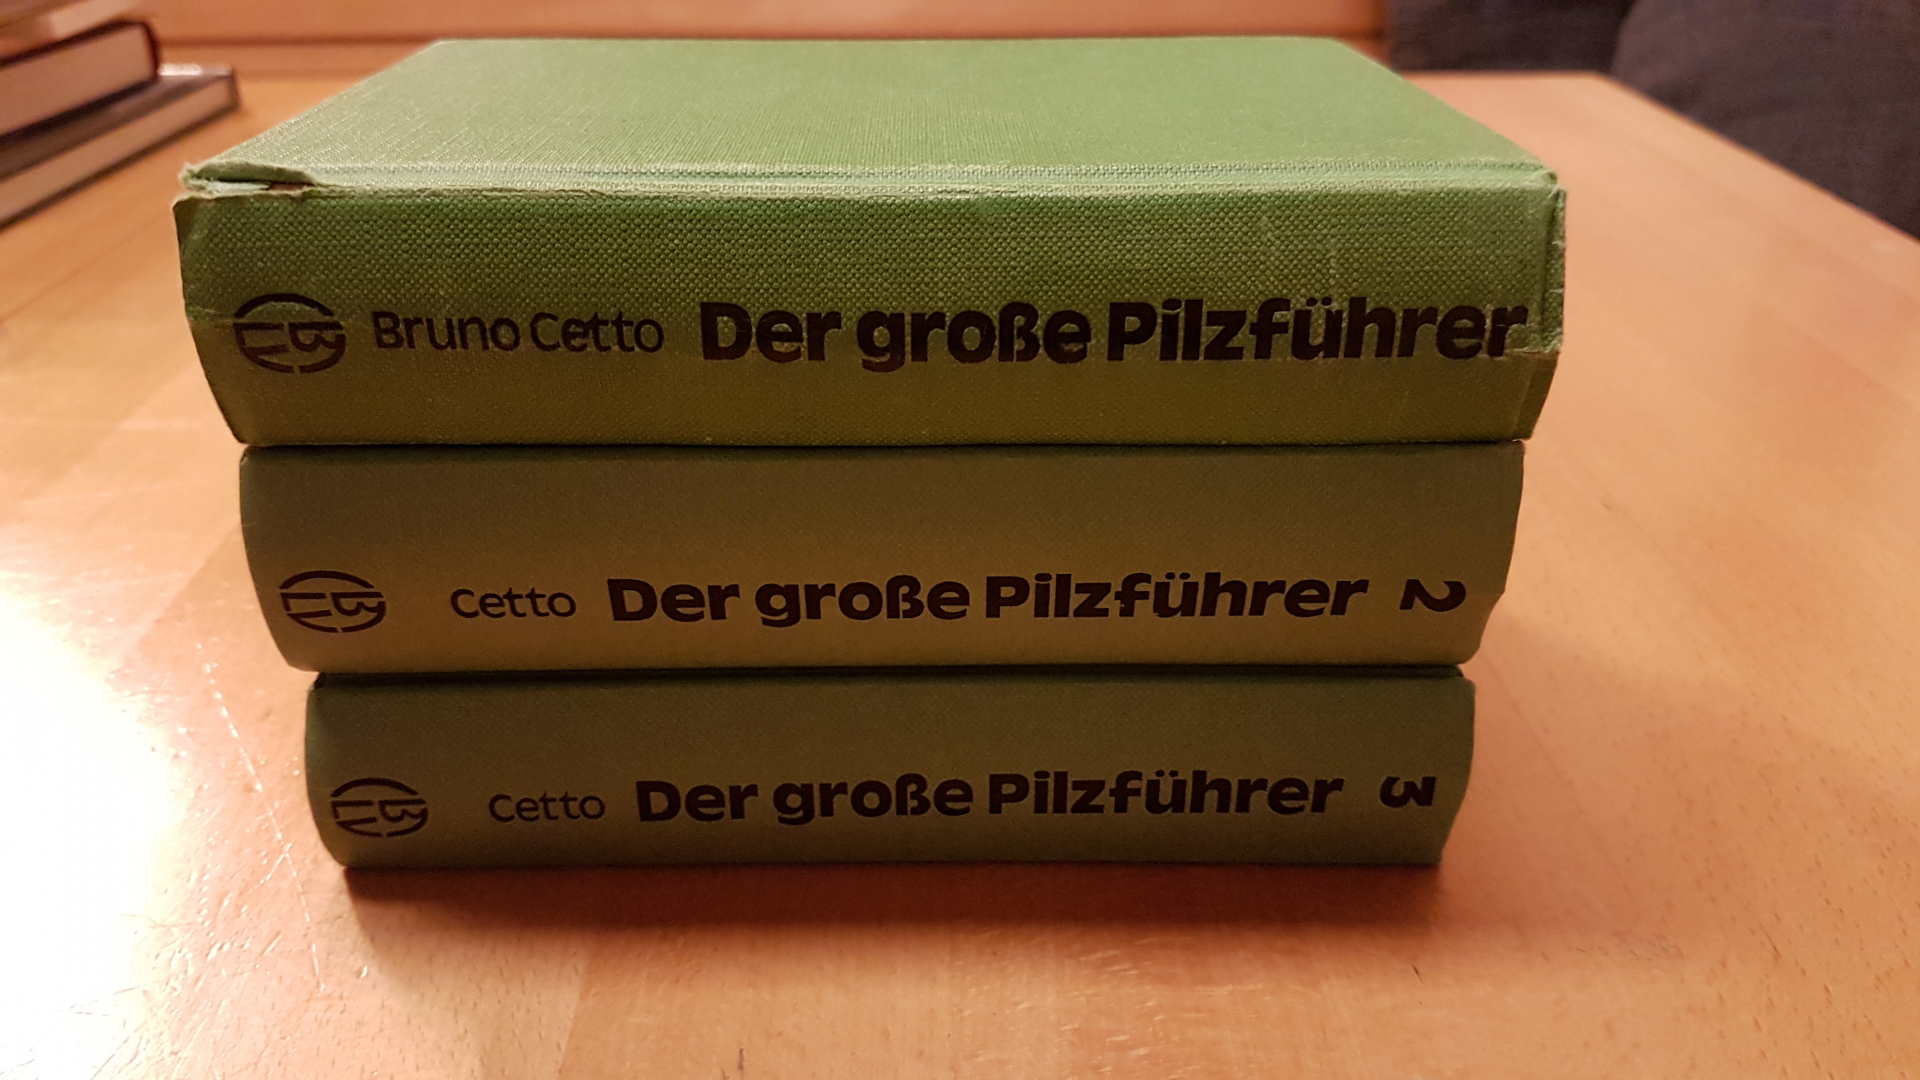 Bruno Cetto Der große Pilzführer
Cetto Der große Pilzführer 2
Cetto Der große Pilzführer 3